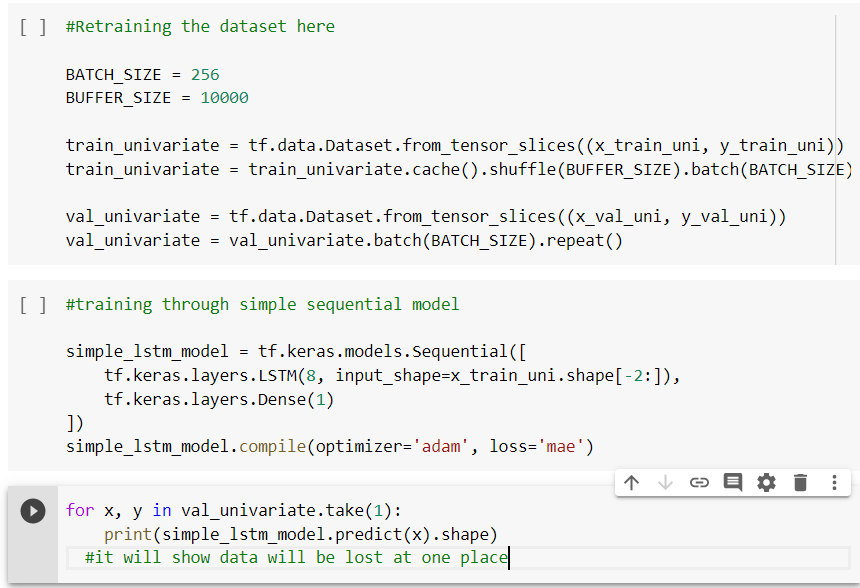 [ ] #Retraining the dataset here
BATCH_SIZE = 256
BUFFER_SIZE = 10000
train_univariate = tf.data.Dataset.from_tensor_slices((x_train_uni, y_train_uni))
train_univariate = train_univariate.cache().shuffle(BUFFER_SIZE).batch(BATCH_SIZE)
val_univariate = tf.data.Dataset.from_tensor_slices((x_val_uni, y_val_uni))
val_univariate = val_univariate.batch(BATCH_SIZE).repeat()
[ ] #training through simple sequential model
simple_lstm_model = tf.keras.models.Sequential([
    tf.keras.layers.LSTM(8, input_shape=x_train_uni.shape[-2:]),
    tf.keras.layers.Dense(1)
])
simple_lstm_model.compile(optimizer='adam', loss='mae')
for x, y in val_univariate.take(1):
    print(simple_lstm_model.predict(x).shape)
  #it will show data will be lost at one place